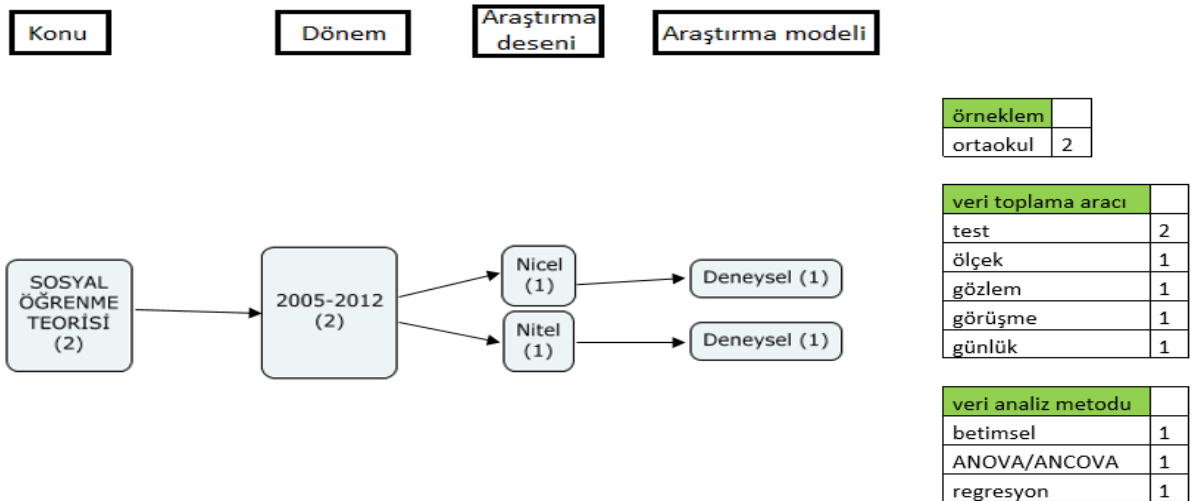 Konu
Dönem
Araştırma
deseni
Araştırma modeli
SOSYAL
ÖĞRENME
TEORİSİ
(2)
2005-2012
(2)
Nicel
(1)
Deneysel (1)
Nitel
(1)
Deneysel (1)
örneklem
ortaokul 2
veri toplama aracı
test 2
ölçek 1
gözlem 1
görüşme 1
günlük 1
veri analiz metodu
betimsel 1
ANOVA/ANCOVA 1
regresyon 1